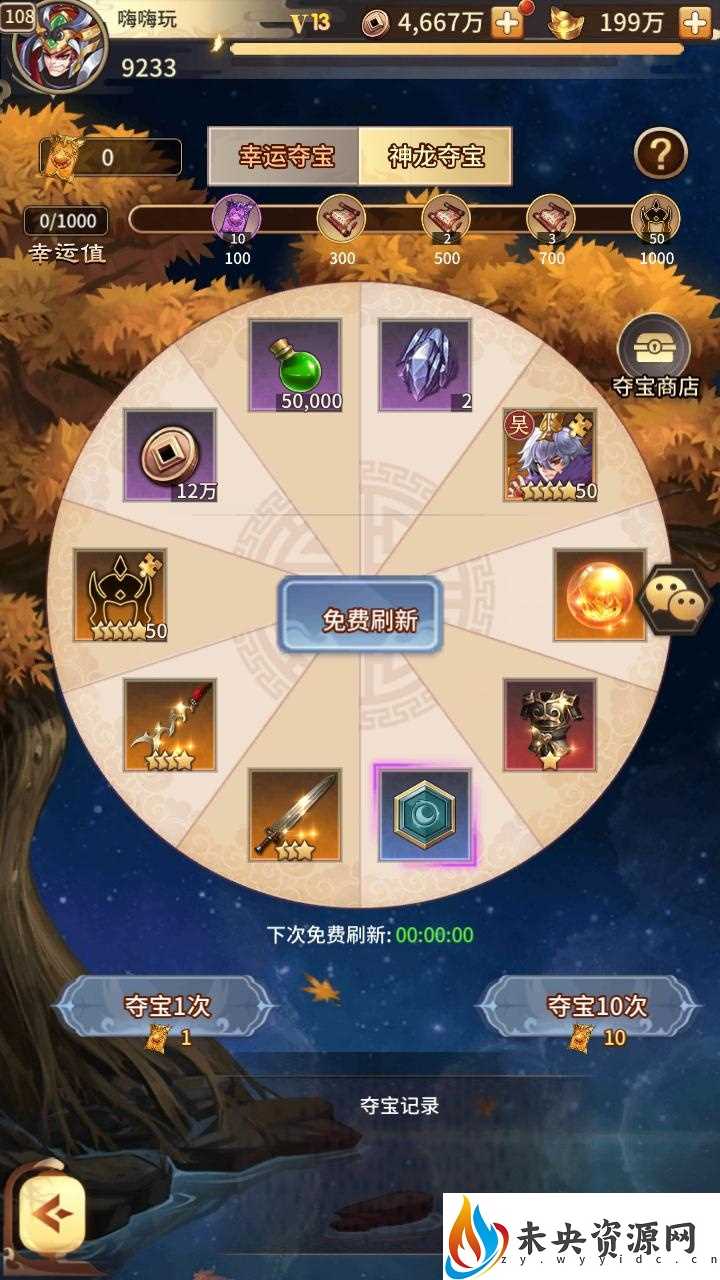 108
嗨嗨玩
V13
4,667万
199万
9233
0
幸运夺宝
神龙夺宝
?
0/1000
幸运值
10
2
3
50
100
300
500
700
1000
夺宝商店
50,000
2
12万
吴
50
50
免费刷新
下次免费刷新:00:00:00
夺宝1次
夺宝10次
1
10
夺宝记录
未央资源网
zy.wyyidc.cn